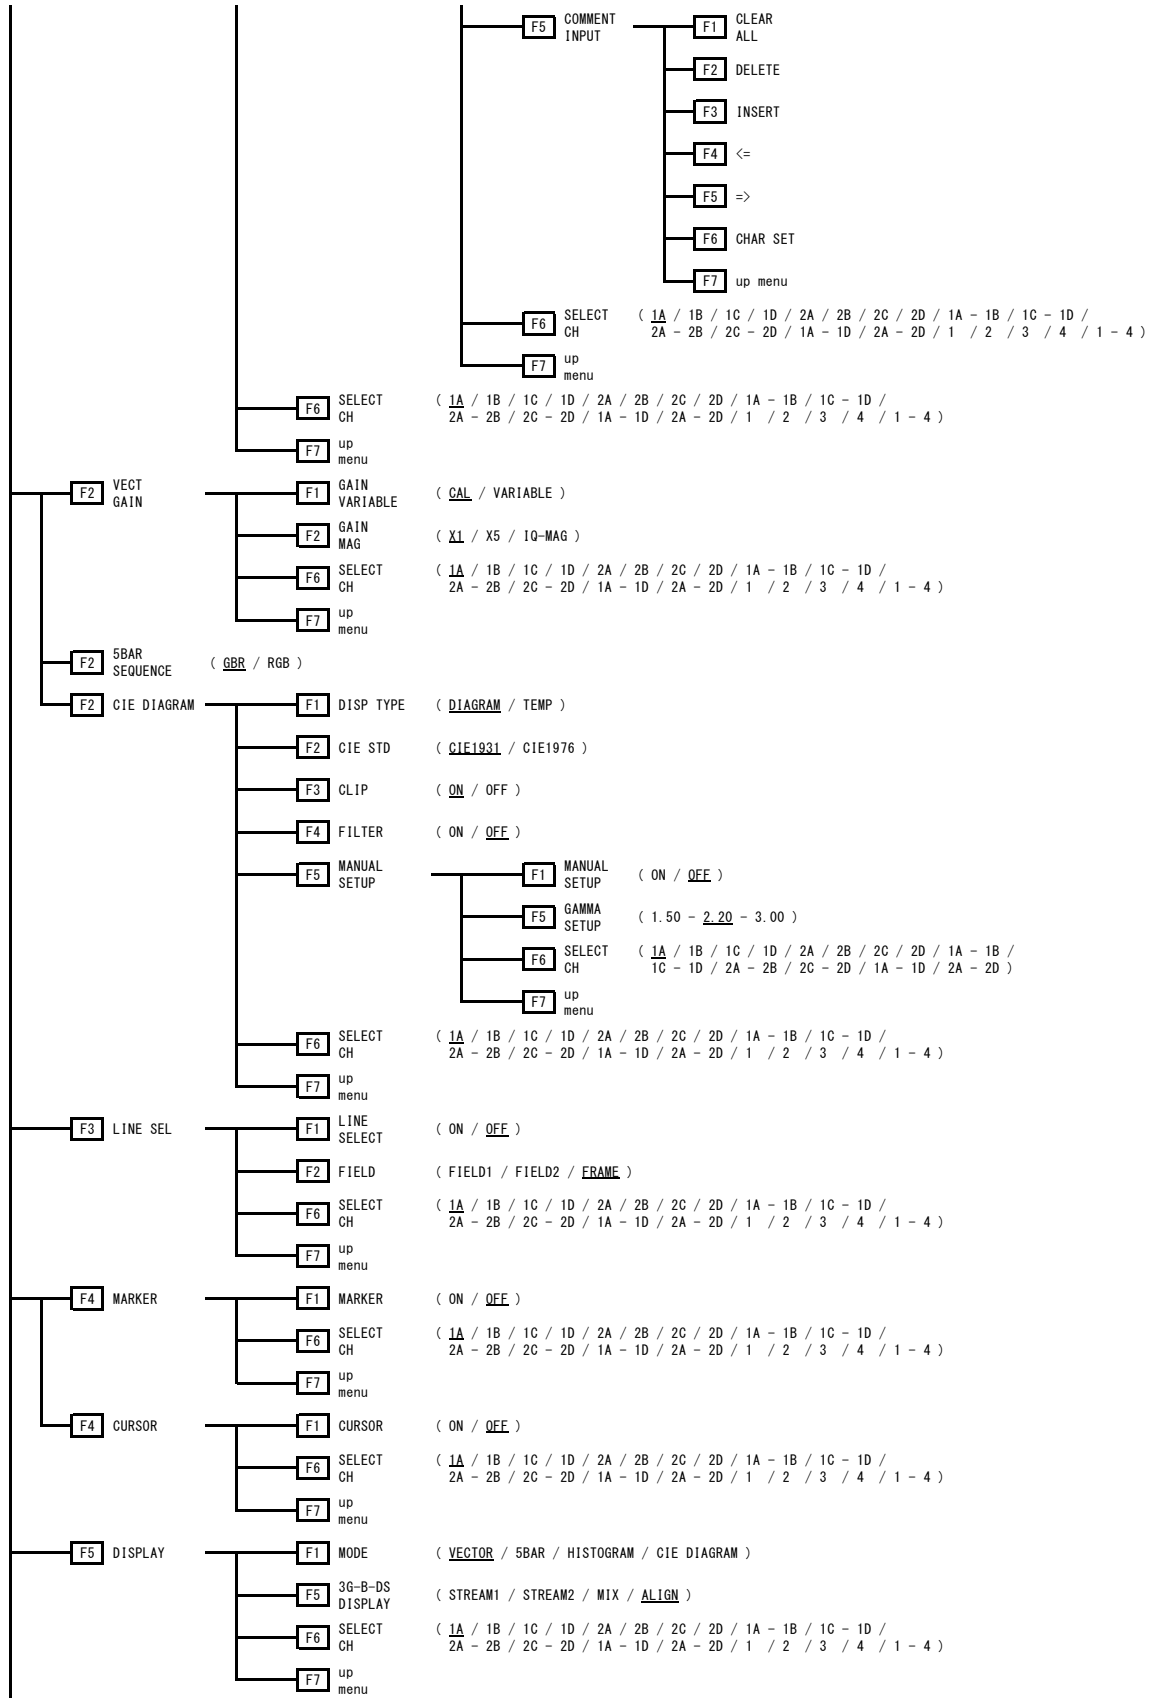 F5 COMMENT INPUT
F1 CLEAR ALL
F2 DELETE
F3 INSERT
F4 <=
F5 =>
F6 CHAR SET
F7 up menu
F6 SELECT CH ( 1A / 1B / 1C / 1D / 2A / 2B / 2C / 2D / 1A - 1B / 1C - 1D /
2A - 2B / 2C - 2D / 1A - 1D / 2A - 2D / 1 / 2 / 3 / 4 / 1 - 4 )
F7 up menu
F6 SELECT CH ( 1A / 1B / 1C / 1D / 2A / 2B / 2C / 2D / 1A - 1B / 1C - 1D /
2A - 2B / 2C - 2D / 1A - 1D / 2A - 2D / 1 / 2 / 3 / 4 / 1 - 4 )
F7 up menu
F2 VECT GAIN
F1 GAIN VARIABLE ( CAL / VARIABLE )
F2 GAIN MAG ( X1 / X5 / IQ-MAG )
F6 SELECT CH ( 1A / 1B / 1C / 1D / 2A / 2B / 2C / 2D / 1A - 1B / 1C - 1D /
2A - 2B / 2C - 2D / 1A - 1D / 2A - 2D / 1 / 2 / 3 / 4 / 1 - 4 )
F7 up menu
F2 5BAR SEQUENCE ( GBR / RGB )
F2 CIE DIAGRAM
F1 DISP TYPE ( DIAGRAM / TEMP )
F2 CIE STD ( CIE1931 / CIE1976 )
F3 CLIP ( ON / OFF )
F4 FILTER ( ON / OFF )
F5 MANUAL SETUP
F1 MANUAL SETUP ( ON / OFF )
F5 GAMMA SETUP ( 1.50 - 2.20 - 3.00 )
F6 SELECT CH ( 1A / 1B / 1C / 1D / 2A / 2B / 2C / 2D / 1A - 1B /
1C - 1D / 2A - 2B / 2C - 2D / 1A - 1D / 2A - 2D )
F7 up menu
F6 SELECT CH ( 1A / 1B / 1C / 1D / 2A / 2B / 2C / 2D / 1A - 1B / 1C - 1D /
2A - 2B / 2C - 2D / 1A - 1D / 2A - 2D / 1 / 2 / 3 / 4 / 1 - 4 )
F7 up menu
F3 LINE SEL
F1 LINE SELECT ( ON / OFF )
F2 FIELD ( FIELD1 / FIELD2 / FRAME )
F6 SELECT CH ( 1A / 1B / 1C / 1D / 2A / 2B / 2C / 2D / 1A - 1B / 1C - 1D /
2A - 2B / 2C - 2D / 1A - 1D / 2A - 2D / 1 / 2 / 3 / 4 / 1 - 4 )
F7 up menu
F4 MARKER
F1 MARKER ( ON / OFF )
F6 SELECT CH ( 1A / 1B / 1C / 1D / 2A / 2B / 2C / 2D / 1A - 1B / 1C - 1D /
2A - 2B / 2C - 2D / 1A - 1D / 2A - 2D / 1 / 2 / 3 / 4 / 1 - 4 )
F7 up menu
F4 CURSOR
F1 CURSOR ( ON / OFF )
F6 SELECT CH ( 1A / 1B / 1C / 1D / 2A / 2B / 2C / 2D / 1A - 1B / 1C - 1D /
2A - 2B / 2C - 2D / 1A - 1D / 2A - 2D / 1 / 2 / 3 / 4 / 1 - 4 )
F7 up menu
F5 DISPLAY
F1 MODE ( VECTOR / 5BAR / HISTOGRAM / CIE DIAGRAM )
F5 3G-B-DS DISPLAY ( STREAM1 / STREAM2 / MIX / ALIGN )
F6 SELECT CH ( 1A / 1B / 1C / 1D / 2A / 2B / 2C / 2D / 1A - 1B / 1C - 1D /
2A - 2B / 2C - 2D / 1A - 1D / 2A - 2D / 1 / 2 / 3 / 4 / 1 - 4 )
F7 up menu